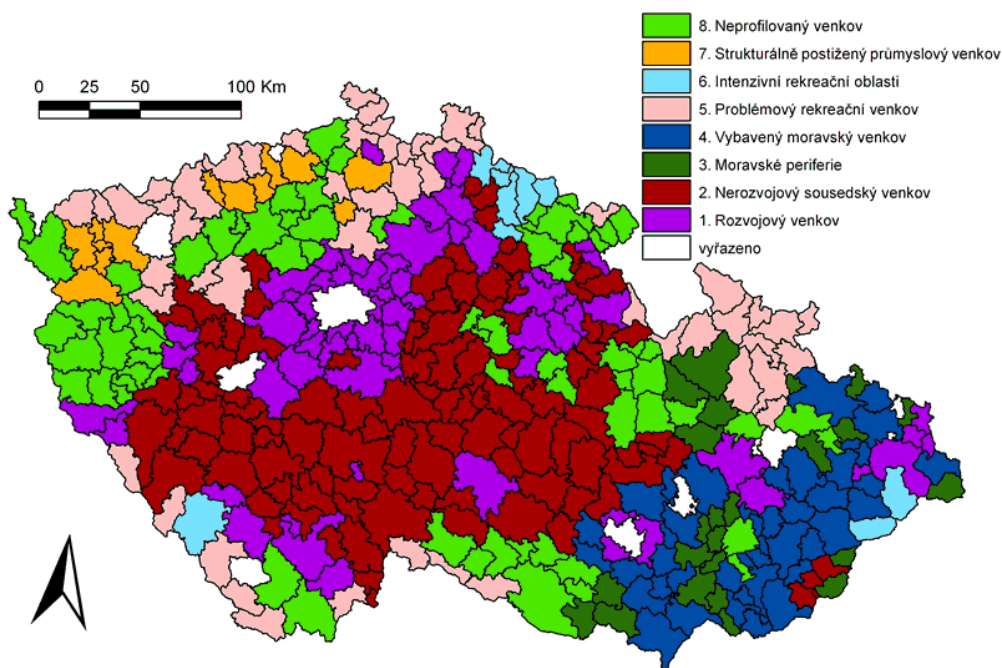 8. Neprofilovaný venkov
7. Strukturálně postižený průmyslový venkov
6. Intenzivní rekreační oblasti
5. Problémový rekreační venkov
4. Vybavený moravský venkov
3. Moravské periferie
2. Nerozvojový sousedský venkov
1. Rozvojový venkov
vyřazeno
0 25 50 100 Km